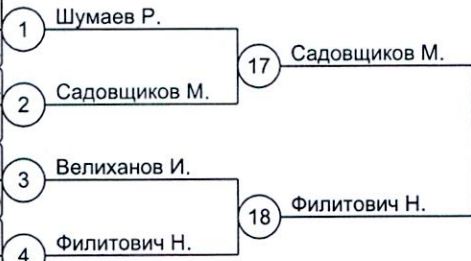 1 Шумаев Р.
17 Садовщиков М.
2 Садовщиков М.
3 Велиханов И.
18 Филитович Н.
4 Филитович Н.